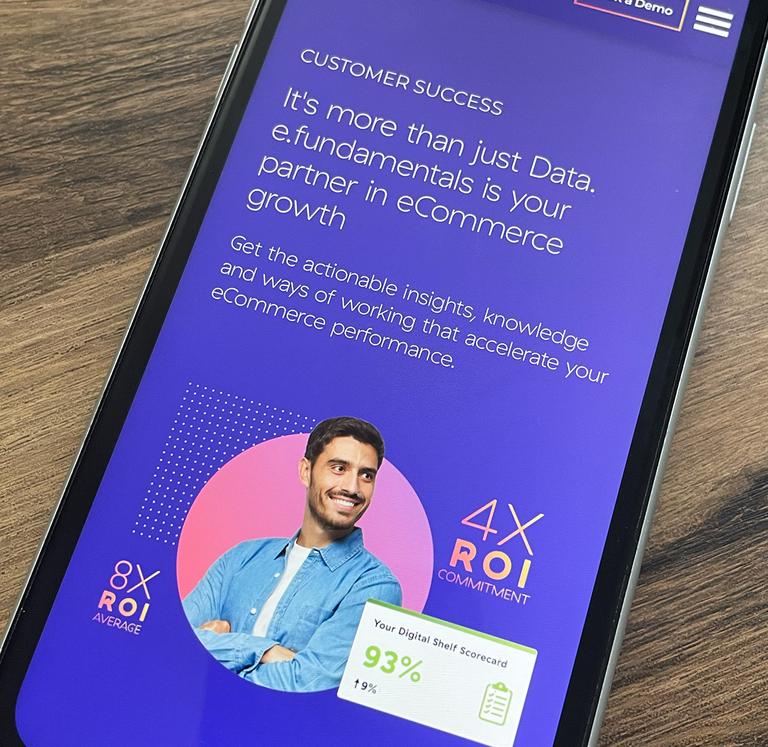 a Demo
CUSTOMER SUCCESS
It's more than just Data.
e.fundamentals is your
partner in eCommerce
growth
Get the actionable insights, knowledge
and ways of working that accelerate your
eCommerce performance.
4X
ROI
COMMITMENT
8X
ROI
AVERAGE
Your Digital Shelf Scorecard
93%
↑9%